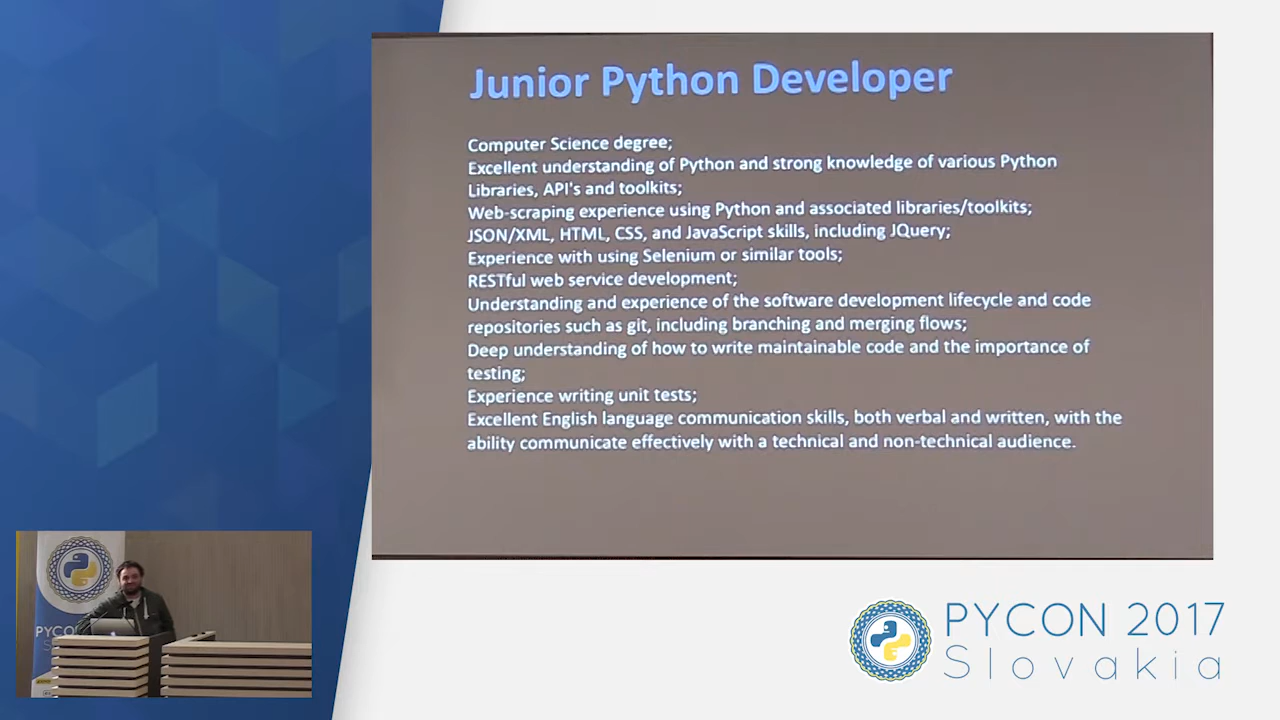 Junior Python Developer
Computer Science degree;
Excellent understanding of Python and strong knowledge of various Python
Libraries, API's and toolkits;
Web-scraping experience using Python and associated libraries/toolkits;
JSON/XML, HTML, CSS, and JavaScript skills, including JQuery;
Experience with using Selenium or similar tools;
RESTful web service development;
Understanding and experience of the software development lifecycle and code
repositories such as git, including branching and merging flows;
Deep understanding of how to write maintainable code and the importance of
testing;
Experience writing unit tests;
Excellent English language communication skills, both verbal and written, with the
ability communicate effectively with a technical and non-technical audience.
PYCON 2017
Slovakia